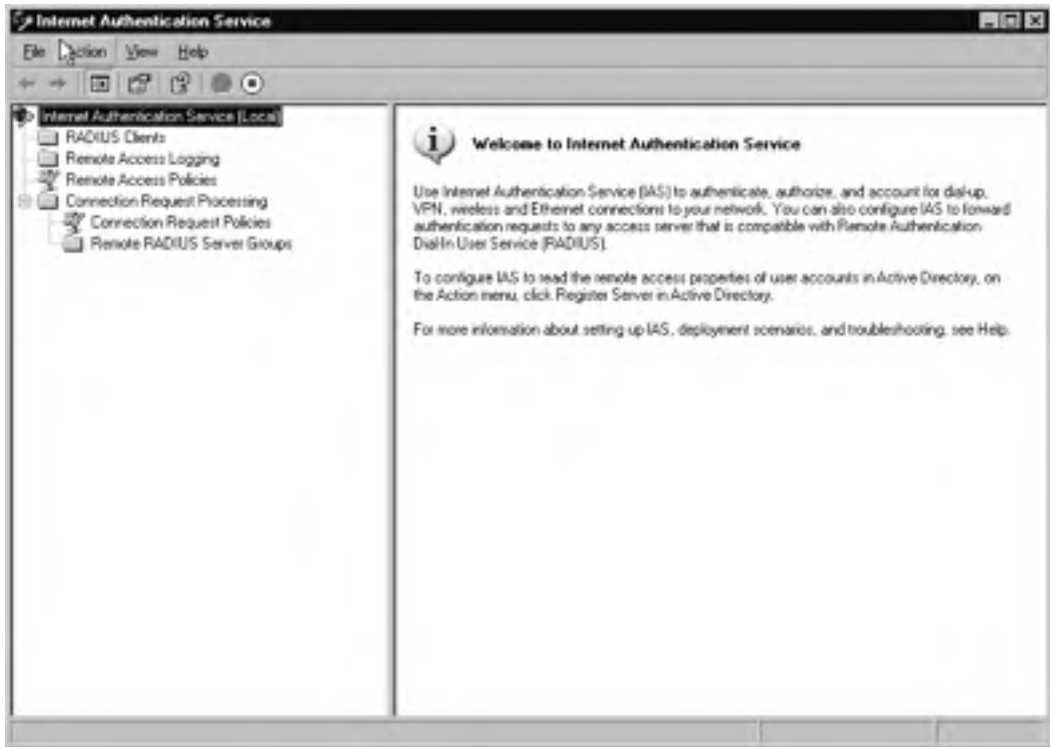 Internet Authentication Service
File Action View Help
Internet Authentication Service (Local)
RADIUS Clients
Remote Access Logging
Remote Access Policies
Connection Request Processing
Connection Request Policies
Remote RADIUS Server Groups
Welcome to Internet Authentication Service
Use Internet Authentication Service (IAS) to authenticate, authorize, and account for dial-up,
VPN, wireless and Ethernet connections to your network. You can also configure IAS to forward
authentication requests to any access server that is compatible with Remote Authentication
Dial-In User Service (RADIUS).
To configure IAS to read the remote access properties of user accounts in Active Directory, on
the Action menu, click Register Server in Active Directory.
For more information about setting up IAS, deployment scenarios, and troubleshooting, see Help.